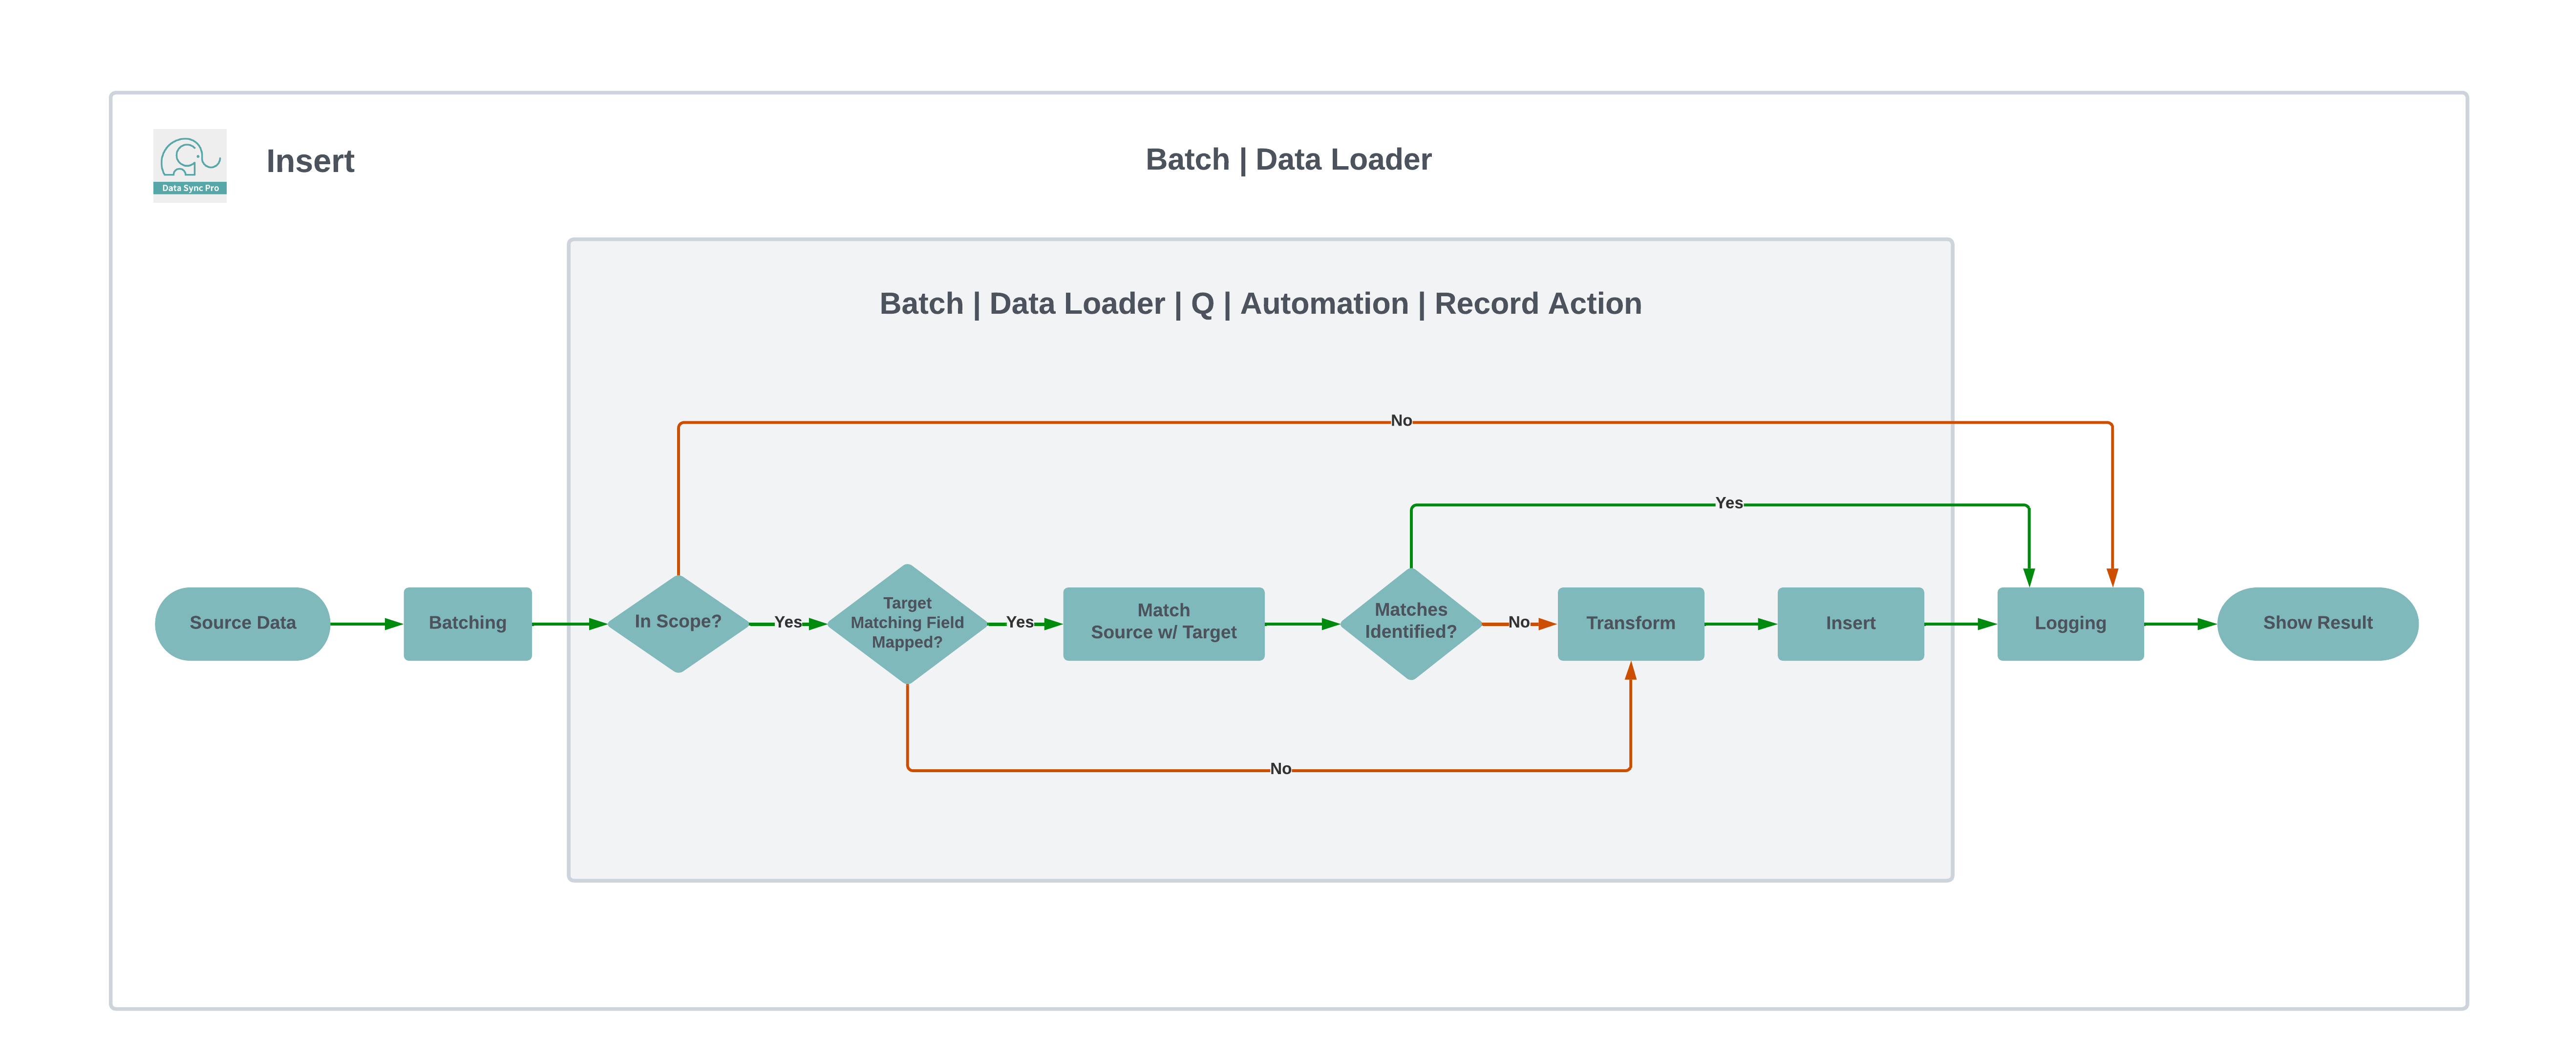 Data Sync Pro
Insert
Batch | Data Loader
Batch | Data Loader | Q | Automation | Record Action
No
Yes
Source Data
Batching
In Scope?
Yes
Target
Matching Field
Mapped?
Yes
Match
Source w/ Target
Matches
Identified?
No
Transform
Insert
Logging
Show Result
No